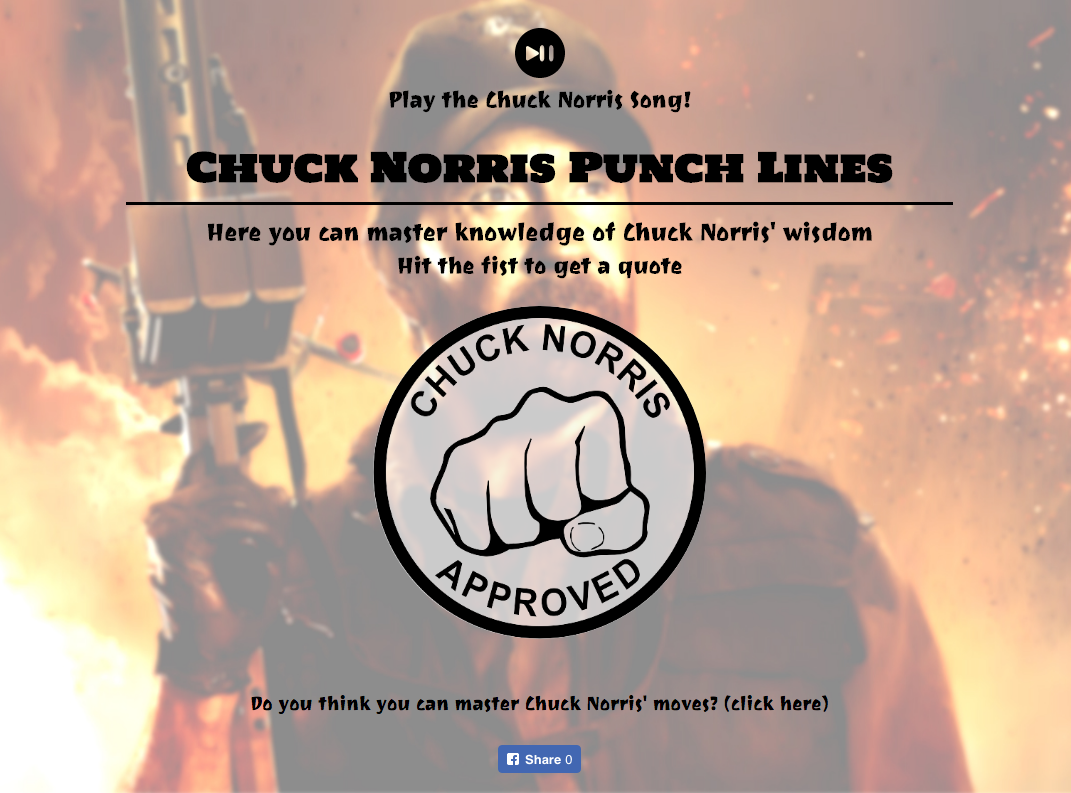 Play the Chuck Norris Song!
Chuck Norris Punch Lines
Here you can master knowledge of Chuck Norris' wisdom
Hit the fist to get a quote
CHUCK NORRIS
APPROVED
Do you think you can master Chuck Norris' moves? (click here)
Share 0